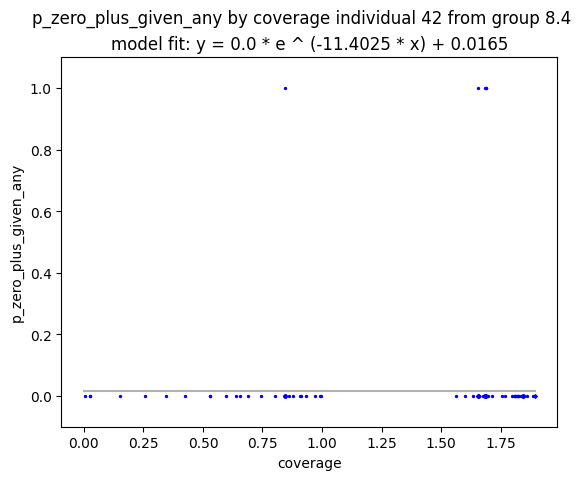 p_zero_plus_given_any by coverage individual 42 from group 8.4
model fit: y = 0.0 * e ^ (-11.4025 * x) + 0.0165
p_zero_plus_given_any
1.0
0.8
0.6
0.4
0.2
0.0
0.00 0.25 0.50 0.75 1.00 1.25 1.50 1.75
coverage